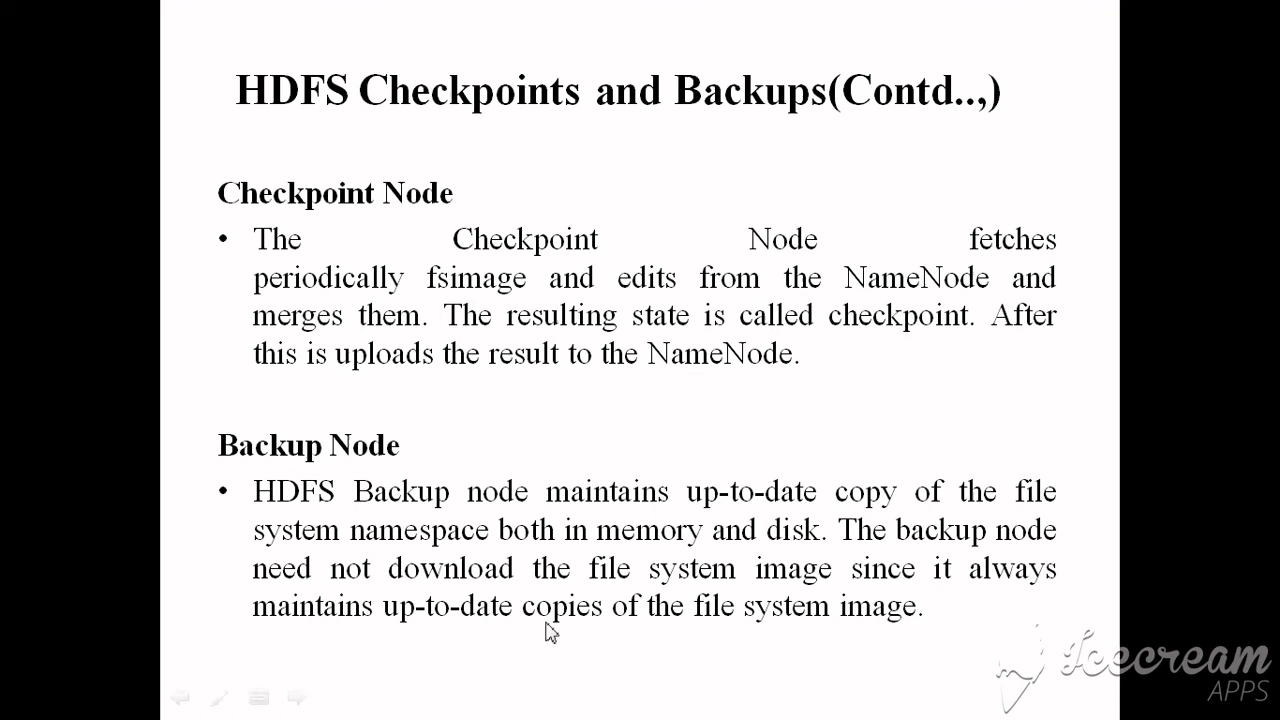 HDFS Checkpoints and Backups(Contd..,)
Checkpoint Node
• The Checkpoint Node fetches
periodically fsimage and edits from the NameNode and
merges them. The resulting state is called checkpoint. After
this is uploads the result to the NameNode.
Backup Node
• HDFS Backup node maintains up-to-date copy of the file
system namespace both in memory and disk. The backup node
need not download the file system image since it always
maintains up-to-date copies of the file system image.
Icecream
APPS